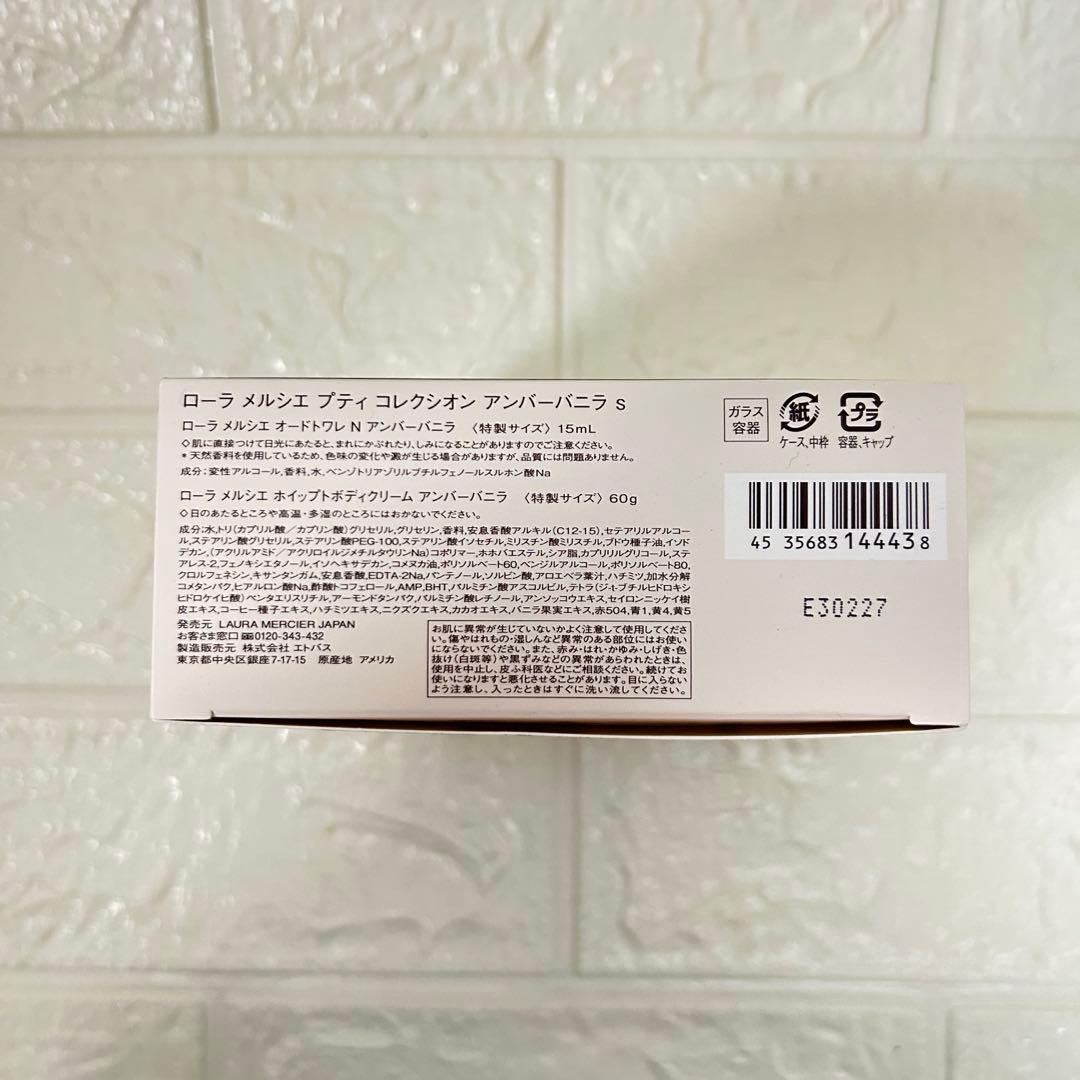 ローラ メルシエ プティ コレクシオン アンバーバニラ S
ローラ メルシエ オードトワレ N アンバーバニラ 〈特製サイズ〉 15mL
◇肌に直接つけて日光にあたると、まれにかぶれたり、しみになることがありますのでご注意ください。
＊天然香料を使用しているため、色味の変化や澱が生じる場合がありますが、品質には問題ありません。
成分:変性アルコール,香料,水,ベンゾトリアゾリルブチルフェノールスルホン酸Na
ローラ メルシエ ホイップトボディクリーム アンバーバニラ 〈特製サイズ〉 60g
◇日のあたるところや高温・多湿のところにはおかないでください。
成分:水,トリ(カプリル酸／カプリン酸)グリセリル,グリセリン,香料,安息香酸アルキル(C12-15),セテアリルアルコー
ル,ステアリン酸グリセリル,ステアリン酸PEG-100,ステアリン酸イソセチル,ミリスチン酸ミリスチル,ブドウ種子油,イソド
デカン,(アクリルアミド／アクリロイルジメチルタウリンNa)コポリマー,ホホバエステル,シア脂,カプリリルグリコール,ステ
アレス-2,フェノキシエタノール,イソヘキサデカン,コメヌカ油,ポリソルベート60,ベンジルアルコール,ポリソルベート80,
クロルフェネシン,キサンタンガム,安息香酸,EDTA-2Na,パンテノール,ソルビン酸,アロエベラ葉汁,ハチミツ,加水分解
コメタンパク,ヒアルロン酸Na,酢酸トコフェロール,AMP,BHT,パルミチン酸アスコルビル,テトラ(ジ-t-ブチルヒドロキシ
ヒドロケイヒ酸)ペンタエリスリチル,アーモンドタンパク,パルミチン酸レチノール,アンソッコウエキス,セイロンニッケイ樹
皮エキス,コーヒー種子エキス,ハチミツエキス,ニクズクエキス,カカオエキス,バニラ果実エキス,赤504,青1,黄4,黄5
発売元 LAURA MERCIER JAPAN
お客さま窓口 0120-343-432
製造販売元 株式会社 エトバス
東京都中央区銀座7-17-15 原産地 アメリカ
お肌に異常が生じていないかよく注意して使用してくださ
い。傷やはれもの・湿しんなど異常のある部位にはお使い
にならないでください。また、赤み・はれ・かゆみ・しげき・色
抜け(白斑等)や黒ずみなどの異常があらわれたときは、
使用を中止し、皮ふ科医などにご相談ください。続けてお
使いになりますと悪化させることがあります。目に入らない
よう注意し、入ったときはすぐに洗い流してください。
ガラス
容器
紙
ケース、中枠
プラ
容器、キャップ
45 35683 144438
E30227